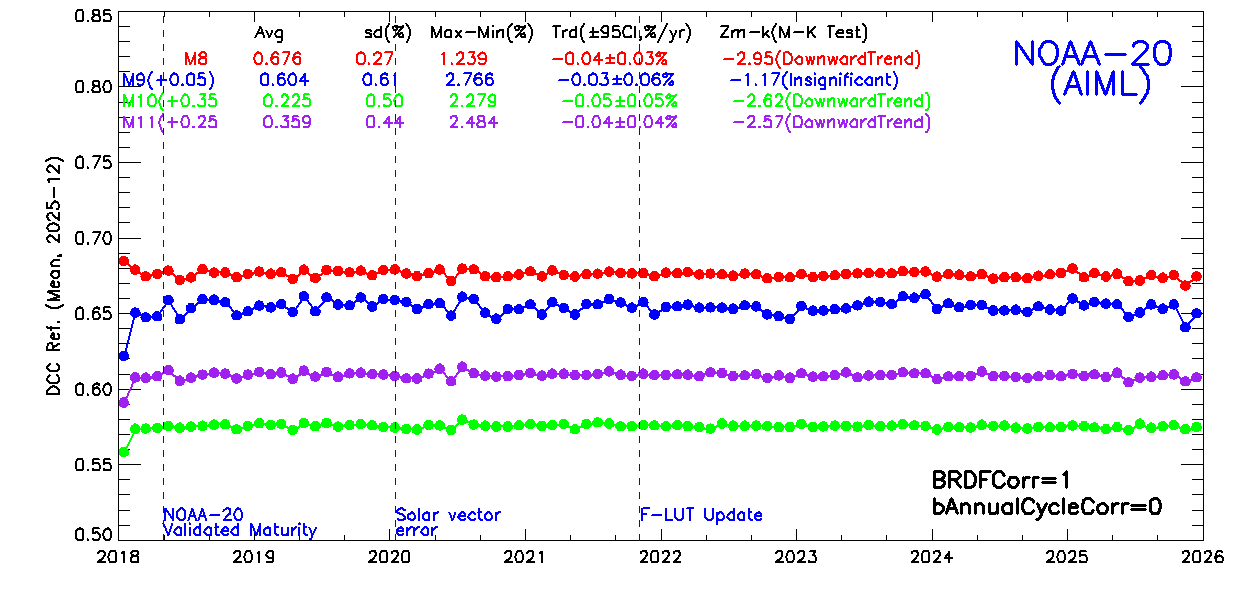 0.85
0.80
0.75
0.70
0.65
0.60
0.55
0.50
DCC Ref. (Mean, 2025-12)
Avg sd(%) Max-Min(%) Trd(±95CI,%/yr) Zm-k(M-K Test)
M8 0.676 0.27 1.239 -0.04±0.03% -2.95(DownwardTrend)
M9(+0.05) 0.604 0.61 2.766 -0.03±0.06% -1.17(Insignificant)
M10(+0.35 0.225 0.50 2.279 -0.05±0.05% -2.62(DownwardTrend)
M11(+0.25 0.359 0.44 2.484 -0.04±0.04% -2.57(DownwardTrend)
NOAA-20
(AIML)
BRDFCorr=1
bAnnualCycleCorr=0
NOAA-20
Validated Maturity
Solar vector
error
F-LUT Update
2018 2019 2020 2021 2022 2023 2024 2025 2026